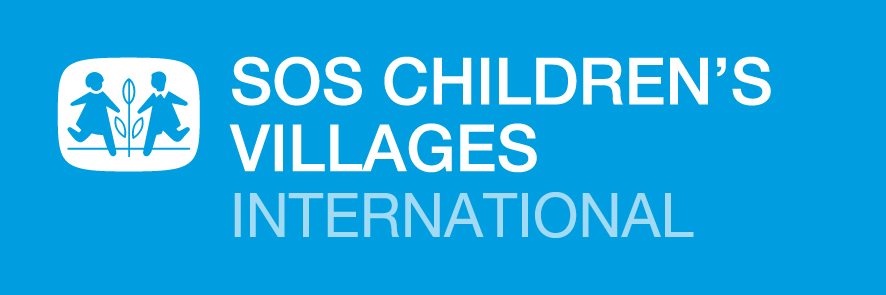 SOS CHILDREN’S
VILLAGES
INTERNATIONAL